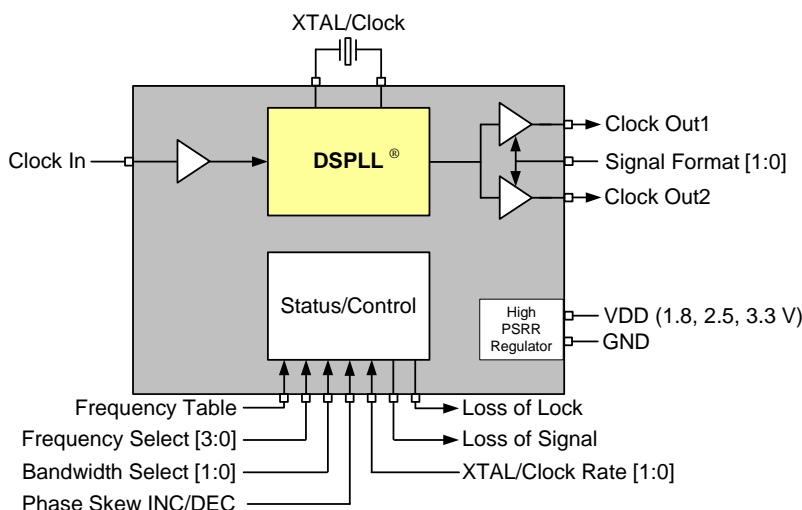 XTAL/Clock
Clock In
DSPLL ®
Clock Out1
Signal Format [1:0]
Clock Out2
Status/Control
High
PSRR
Regulator
VDD (1.8, 2.5, 3.3 V)
GND
Frequency Table
Loss of Lock
Frequency Select [3:0]
Loss of Signal
Bandwidth Select [1:0]
XTAL/Clock Rate [1:0]
Phase Skew INC/DEC